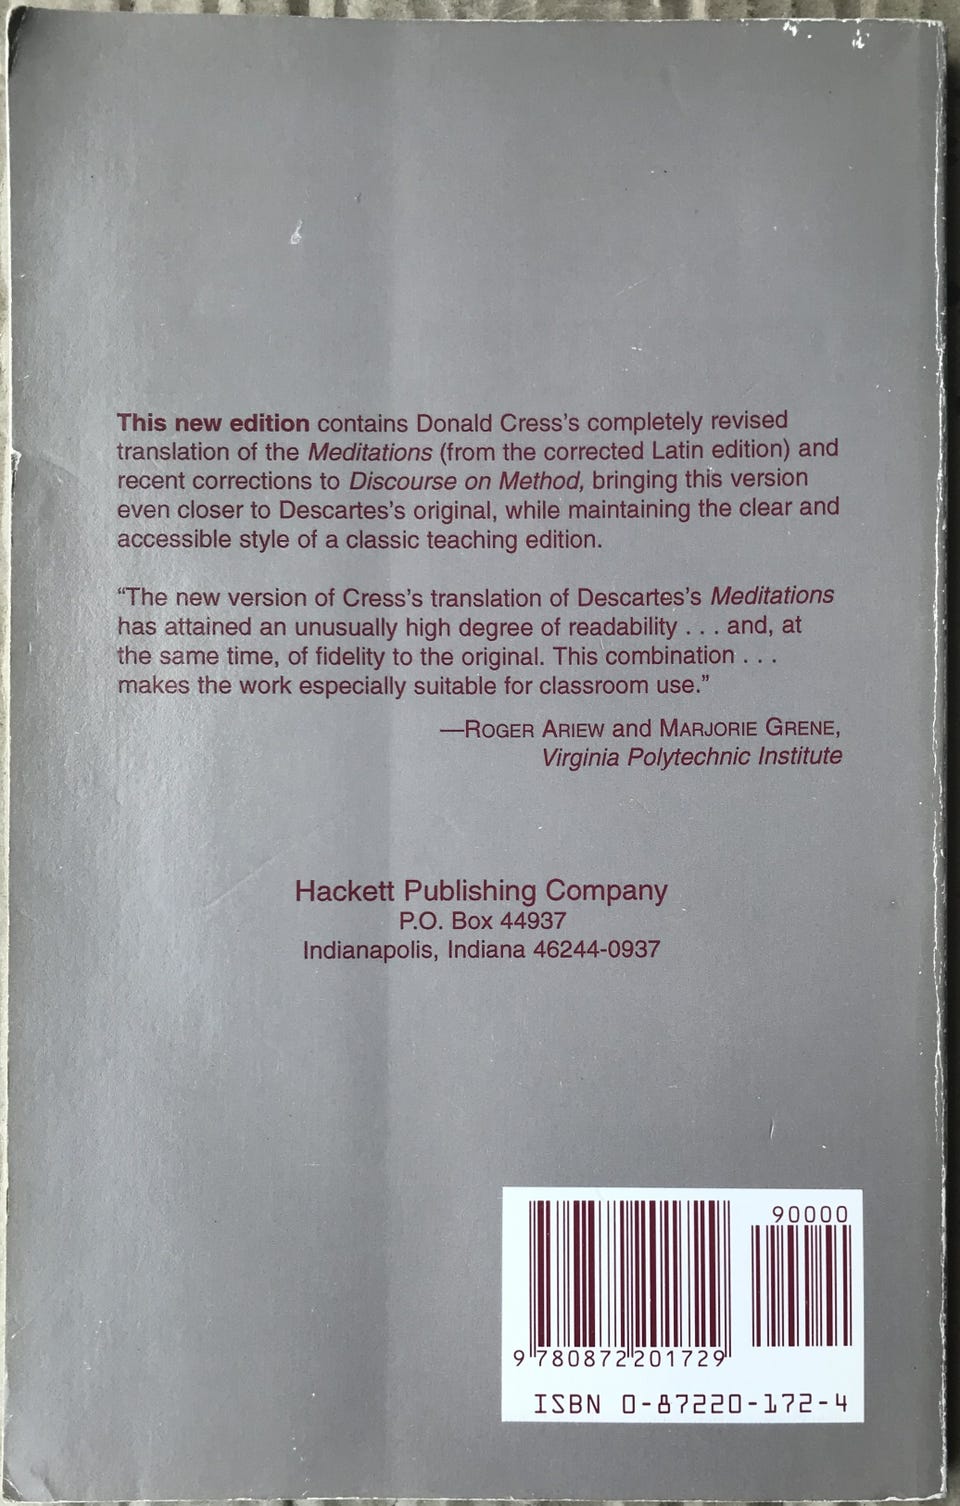 This new edition contains Donald Cress's completely revised
translation of the Meditations (from the corrected Latin edition) and
recent corrections to Discourse on Method, bringing this version
even closer to Descartes's original, while maintaining the clear and
accessible style of a classic teaching edition.
“The new version of Cress's translation of Descartes's Meditations
has attained an unusually high degree of readability . . . and, at
the same time, of fidelity to the original. This combination . . .
makes the work especially suitable for classroom use.”
—ROGER ARIEW and MARJORIE GRENE,
Virginia Polytechnic Institute
Hackett Publishing Company
P.O. Box 44937
Indianapolis, Indiana 46244-0937
90000
9 780872 201729
ISBN 0-87220-172-4